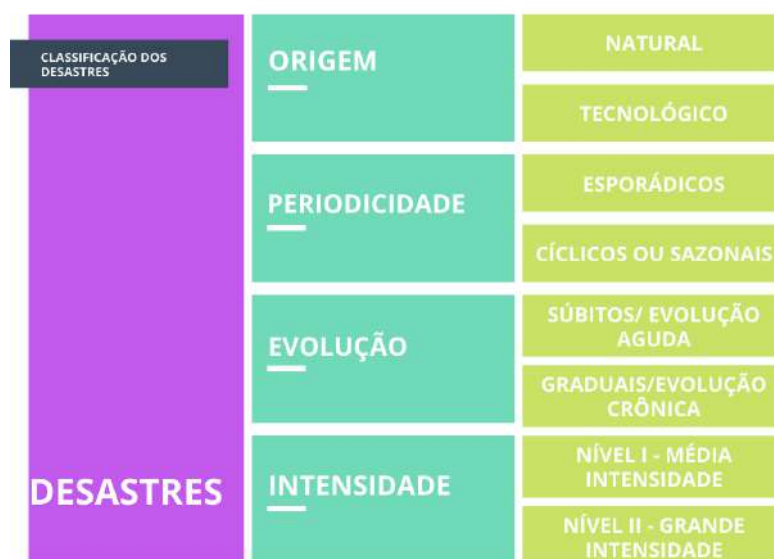 CLASSIFICAÇÃO DOS
DESASTRES
DESASTRES
ORIGEM
NATURAL
TECNOLÓGICO
PERIODICIDADE
ESPORÁDICOS
CÍCLICOS OU SAZONAIS
EVOLUÇÃO
SÚBITOS/ EVOLUÇÃO
AGUDA
GRADUAIS/EVOLUÇÃO
CRÔNICA
INTENSIDADE
NÍVEL I - MÉDIA
INTENSIDADE
NÍVEL II - GRANDE
INTENSIDADE